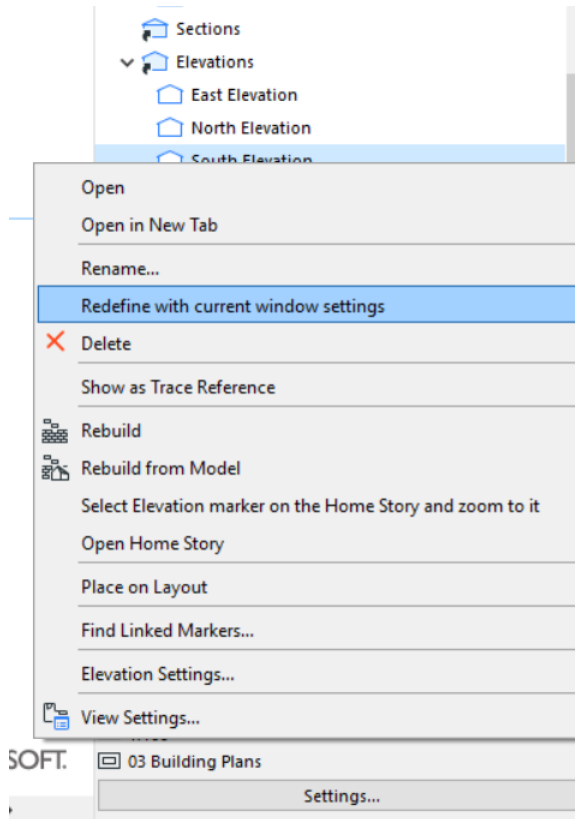 Sections
Elevations
East Elevation
North Elevation
South Elevation
Open
Open in New Tab
Rename...
Redefine with current window settings
Delete
Show as Trace Reference
Rebuild
Rebuild from Model
Select Elevation marker on the Home Story and zoom to it
Open Home Story
Place on Layout
Find Linked Markers...
Elevation Settings...
View Settings...
SOFT.
03 Building Plans
Settings...